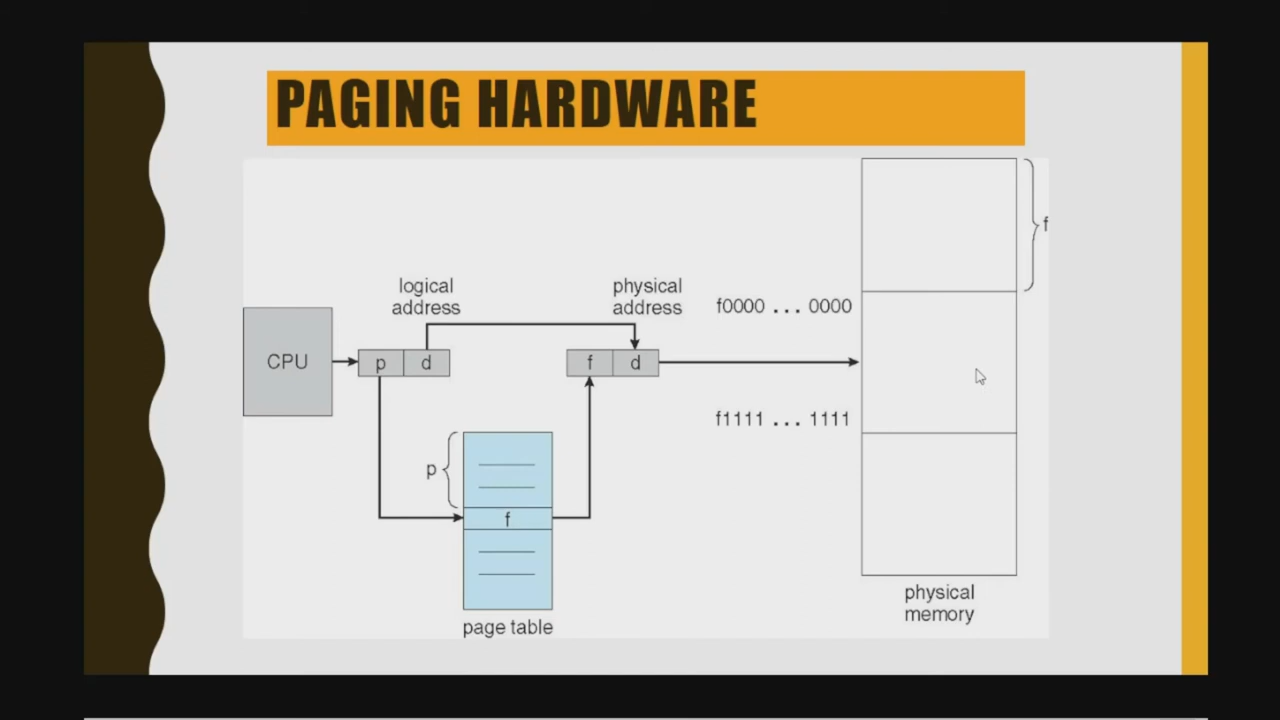 PAGING HARDWARE
f
logical
address
physical
address
f0000 ... 0000
CPU
p
d
f
d
f1111 ... 1111
p
f
page table
physical
memory